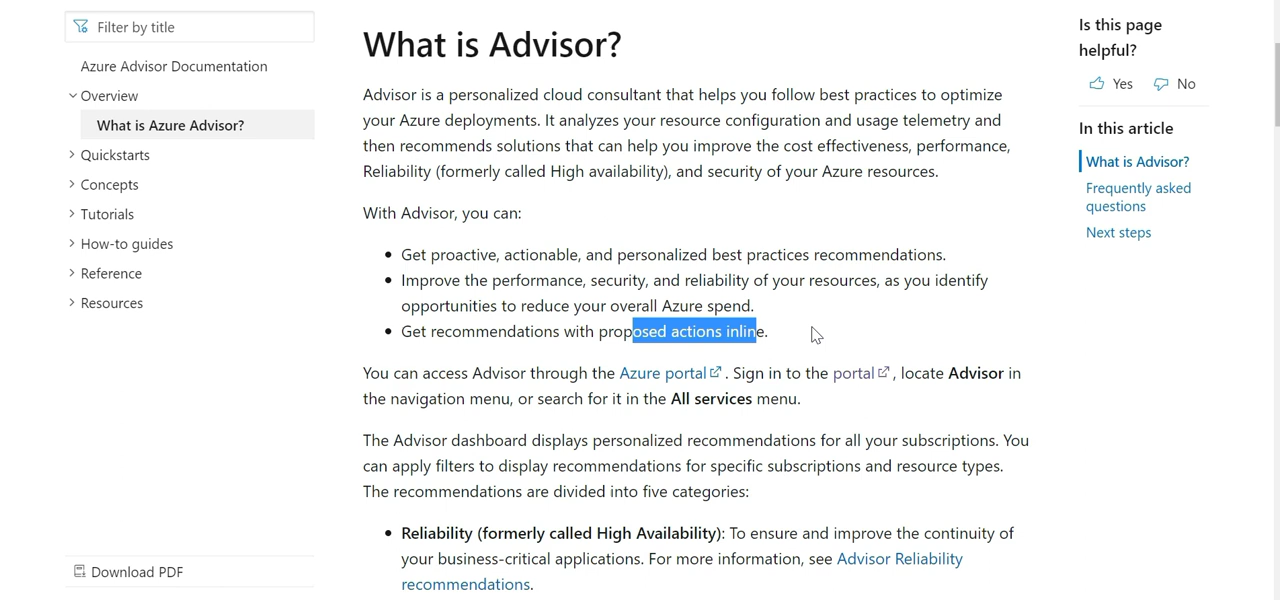 Filter by title
Azure Advisor Documentation
Overview
What is Azure Advisor?
Quickstarts
Concepts
Tutorials
How-to guides
Reference
Resources
Download PDF
What is Advisor?
Advisor is a personalized cloud consultant that helps you follow best practices to optimize
your Azure deployments. It analyzes your resource configuration and usage telemetry and
then recommends solutions that can help you improve the cost effectiveness, performance,
Reliability (formerly called High availability), and security of your Azure resources.
With Advisor, you can:
Get proactive, actionable, and personalized best practices recommendations.
Improve the performance, security, and reliability of your resources, as you identify
opportunities to reduce your overall Azure spend.
Get recommendations with proposed actions inline.
You can access Advisor through the Azure portal. Sign in to the portal, locate Advisor in
the navigation menu, or search for it in the All services menu.
The Advisor dashboard displays personalized recommendations for all your subscriptions. You
can apply filters to display recommendations for specific subscriptions and resource types.
The recommendations are divided into five categories:
Reliability (formerly called High Availability): To ensure and improve the continuity of
your business-critical applications. For more information, see Advisor Reliability
recommendations.
Is this page
helpful?
Yes No
In this article
What is Advisor?
Frequently asked
questions
Next steps